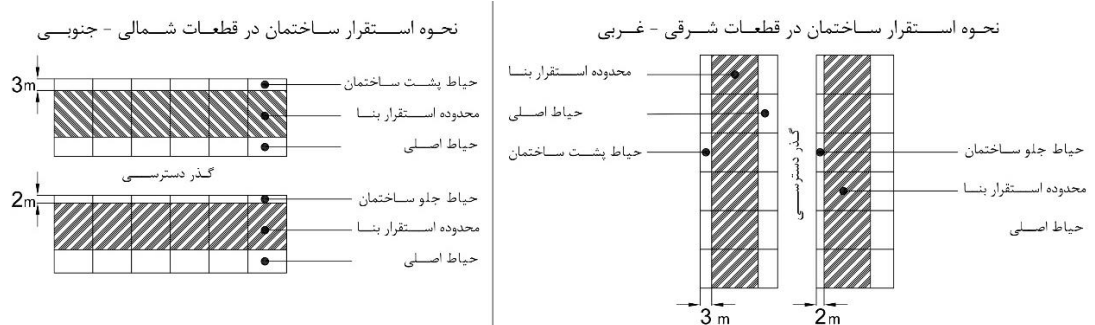 نحوه استقرار ساختمان در قطعات شرقی - غربی
محدوده استقرار بنا
حیاط اصلی
حیاط پشت ساختمان
گذر دسترسی
حیاط جلو ساختمان
محدوده استقرار بنا
حیاط اصلی
3 m
2m
نحوه استقرار ساختمان در قطعات شمالی - جنوبی
3m
حیاط پشت ساختمان
محدوده استقرار بنا
حیاط اصلی
گذر دسترسی
2m
حیاط جلو ساختمان
محدوده استقرار بنا
حیاط اصلی